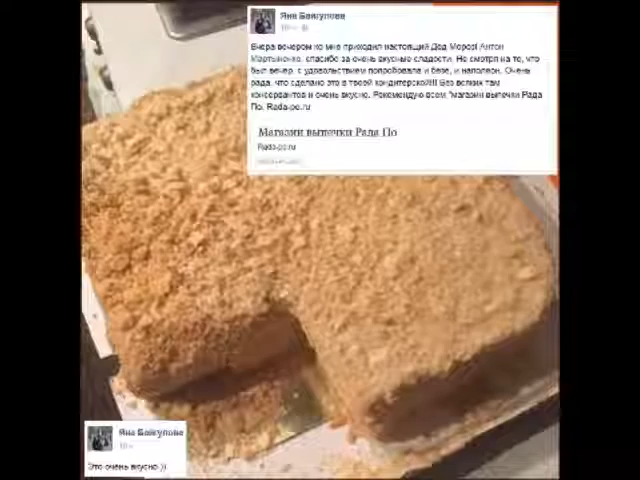 Яна Байгулова
Вчера вечером ко мне приходил настоящий Дед Мороз! Антон
Мартыненко, спасибо за очень вкусные сладости. Не смотря на то, что
был вечер, с удовольствием попробовала и безе, и наполеон. Очень
рада, что сделано это в твоей кондитерской!!! Без всяких там
консервантов и очень вкусно. Рекомендую всем "магазин выпечки Рада
По. Rada-po.ru
Магазин выпечки Рада По
Rada-po.ru
Яна Байгулова
Это очень вкусно ))